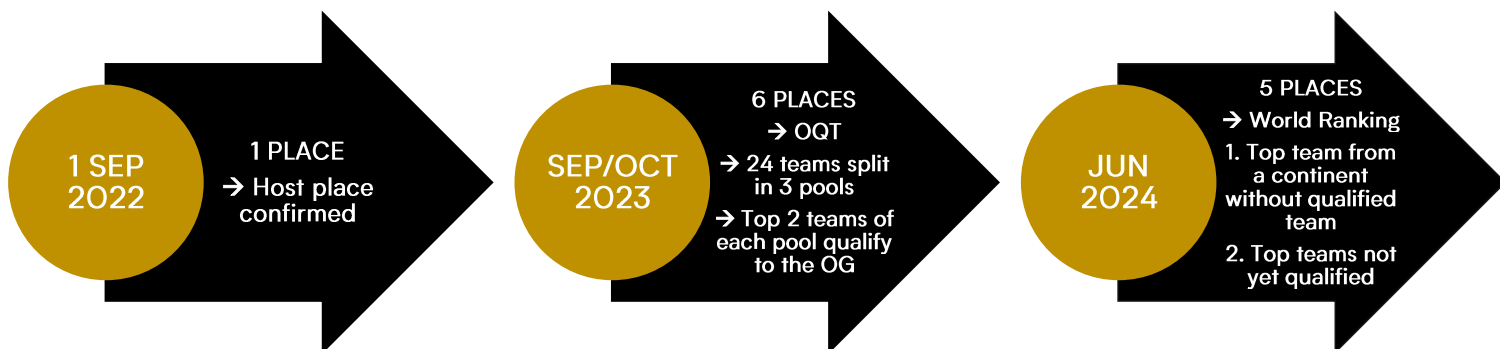 1 SEP
2022
1 PLACE
→ Host place
confirmed
SEP/OCT
2023
6 PLACES
→ OQT
→ 24 teams split
in 3 pools
→ Top 2 teams of
each pool qualify
to the OG
JUN
2024
5 PLACES
→ World Ranking
1. Top team from
a continent
without qualified
team
2. Top teams not
yet qualified